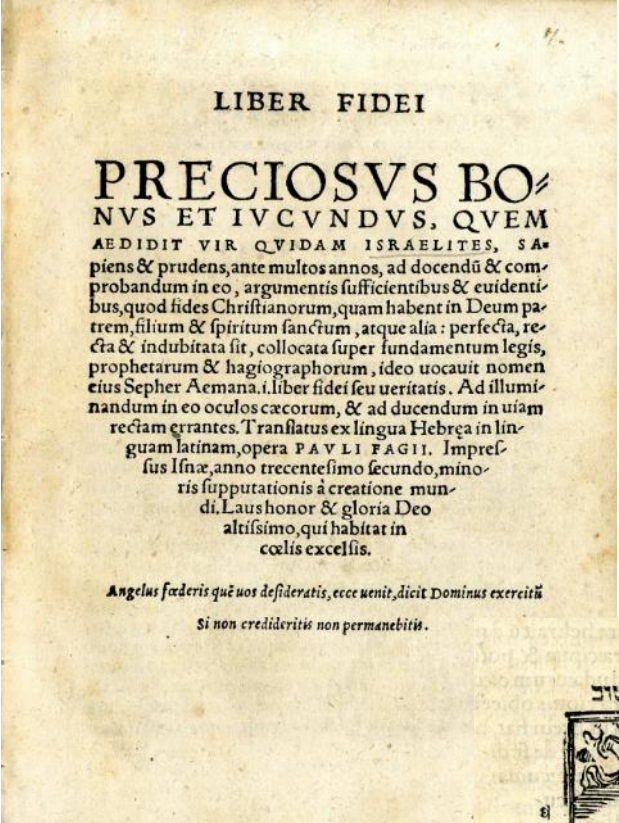 LIBER FIDEI
PRECIOSVS BO-
NVS ET IVCVNDVS, QVEM
AEDIDIT VIR QVIDAM ISRAELITES, SA-
piens & prudens, ante multos annos, ad docendū & com-
probandum in eo, argumentis ſufficientibus & euidenti-
bus, quod fides Chriſtianorum, quam habent in Deum pa-
trem, filium & ſpiritum ſanctum, atque alia: perfecta, re-
cta & indubitata ſit, collocata ſuper fundamentum legis,
prophetarum & hagiographorum, ideo uocauit nomen
eius Sepher Aemana.i.liber fidei ſeu ueritatis. Ad illumi-
nandum in eo oculos cæcorum, & ad ducendum in uiam
rectam errantes. Tranſlatus ex lingua Hebręa in lin-
guam latinam, opera PAVLI FAGII. Impreſ-
ſus Iſnæ, anno trecenteſimo ſecundo, mino-
ris ſupputationis à creatione mun-
di. Laus honor & gloria Deo
altiſsimo, qui habitat in
cœlis excelſis.
Angelus fœderis quē uos deſideratis, ecce uenit, dicit Dominus exercitū
Si non credideritis non permanebitis.